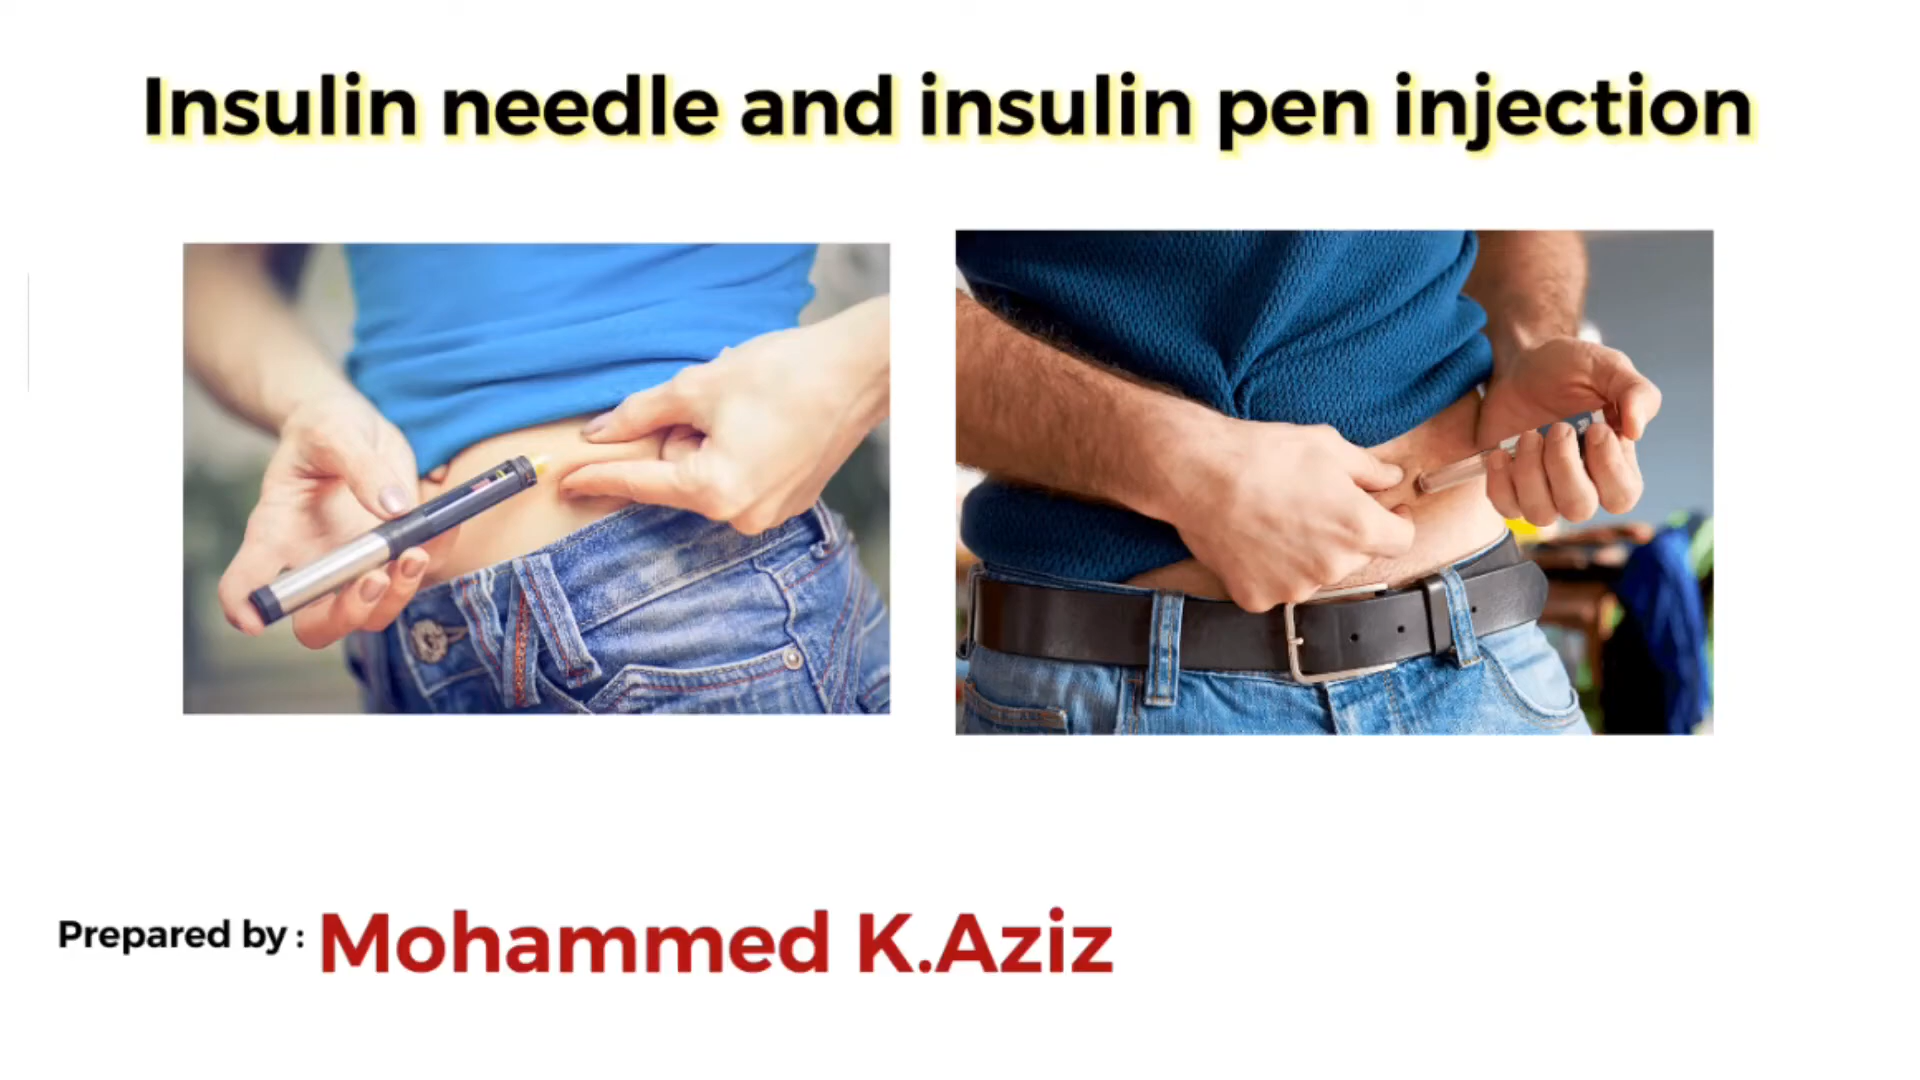 Insulin needle and insulin pen injection
Prepared by : Mohammed K.Aziz